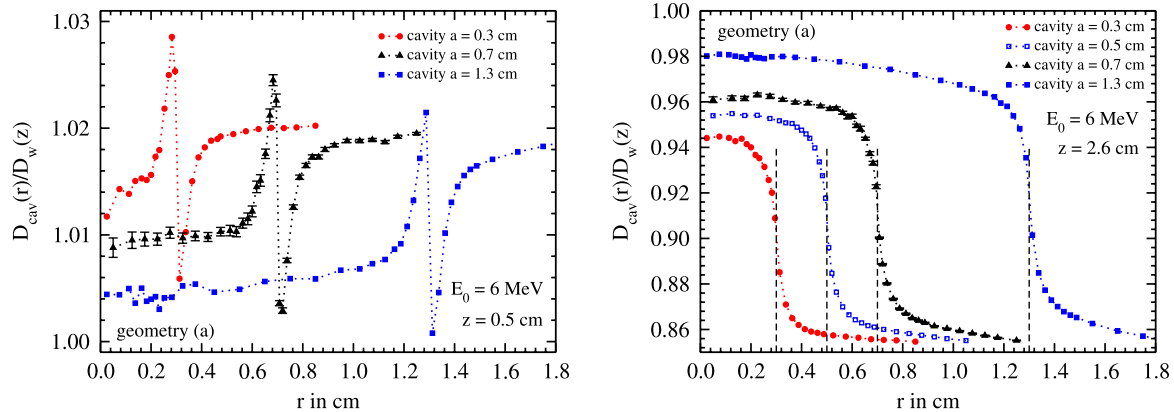 1.03
1.02
1.01
1.00
D_cav(r)/D_w(z)
cavity a = 0.3 cm
cavity a = 0.7 cm
cavity a = 1.3 cm
E_0 = 6 MeV
z = 0.5 cm
geometry (a)
0.0 0.2 0.4 0.6 0.8 1.0 1.2 1.4 1.6 1.8
r in cm
1.00
0.98
0.96
0.94
0.92
0.90
0.88
0.86
D_cav(r)/D_w(z)
geometry (a)
cavity a = 0.3 cm
cavity a = 0.5 cm
cavity a = 0.7 cm
cavity a = 1.3 cm
E_0 = 6 MeV
z = 2.6 cm
0.0 0.2 0.4 0.6 0.8 1.0 1.2 1.4 1.6 1.8
r in cm